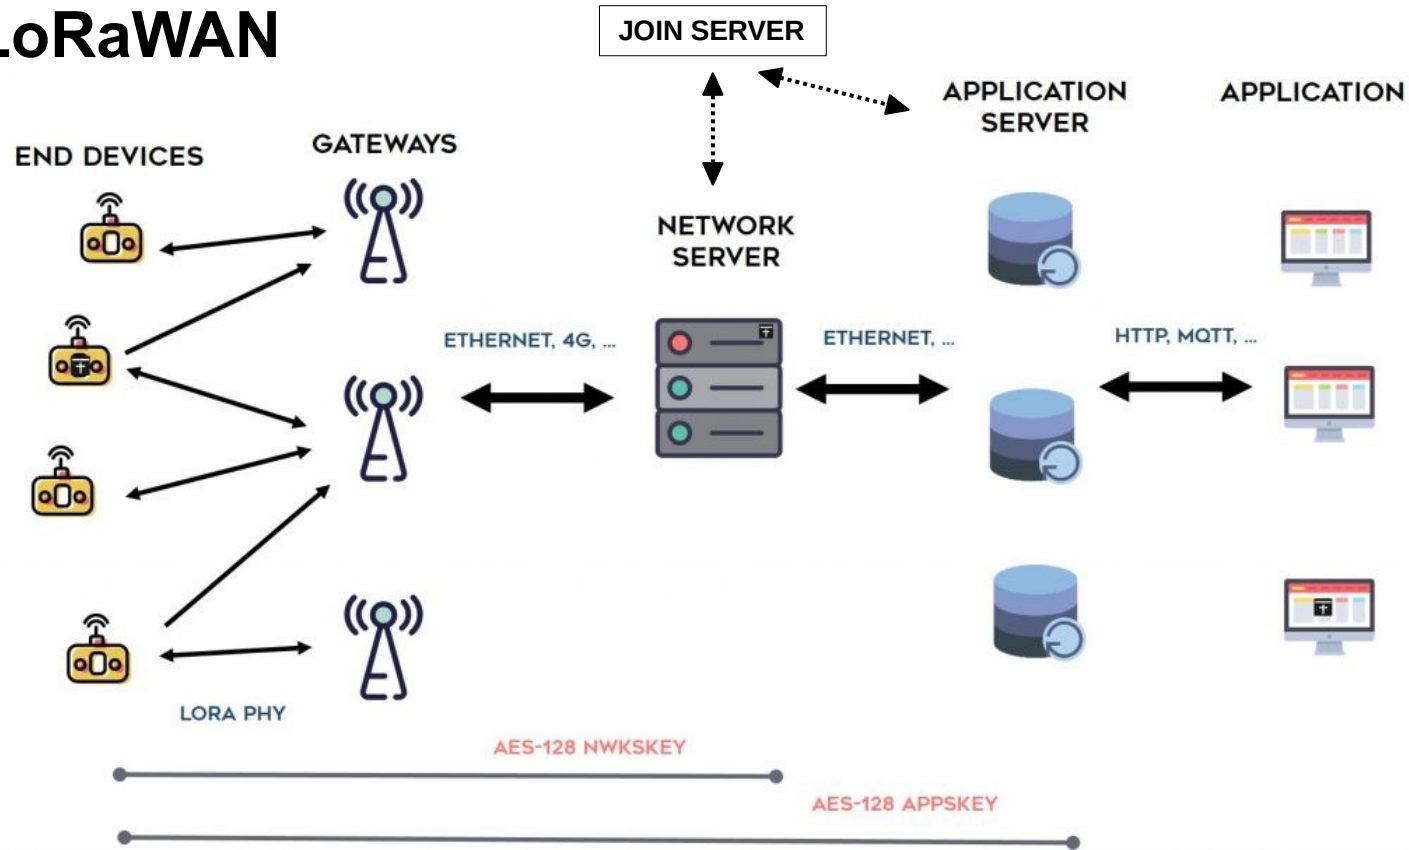 LoRaWAN
JOIN SERVER
APPLICATION
SERVER
APPLICATION
GATEWAYS
END DEVICES
NETWORK
SERVER
ETHERNET, 4G, ...
ETHERNET, ...
HTTP, MQTT, ...
LORA PHY
AES-128 NWKSKEY
AES-128 APPSKEY